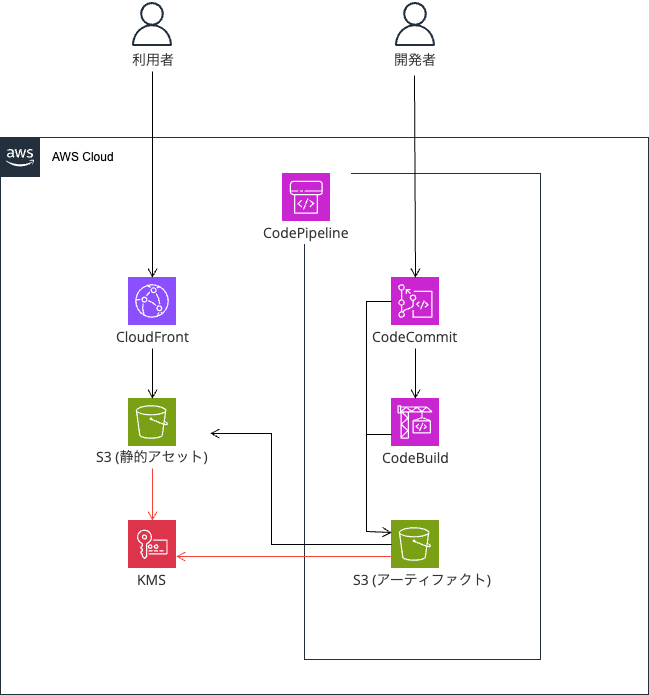 利用者
開発者
aws
AWS Cloud
CodePipeline
CloudFront
CodeCommit
S3 (静的アセット)
CodeBuild
KMS
S3 (アーティファクト)